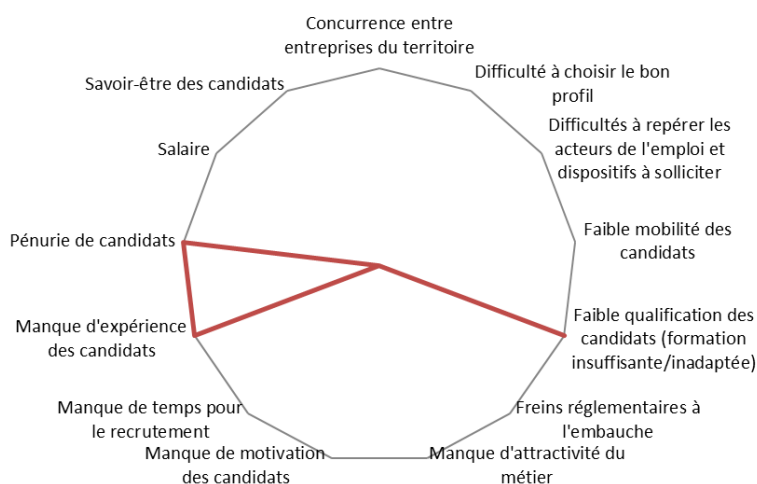 Concurrence entre
entreprises du territoire
Difficulté à choisir le bon
profil
Difficultés à repérer les
acteurs de l'emploi et
dispositifs à solliciter
Faible mobilité des
candidats
Faible qualification des
candidats (formation
insuffisante/inadaptée)
Freins réglementaires à
l'embauche
Manque d'attractivité du
métier
Manque de motivation
des candidats
Manque de temps pour
le recrutement
Manque d'expérience
des candidats
Pénurie de candidats
Salaire
Savoir-être des candidats